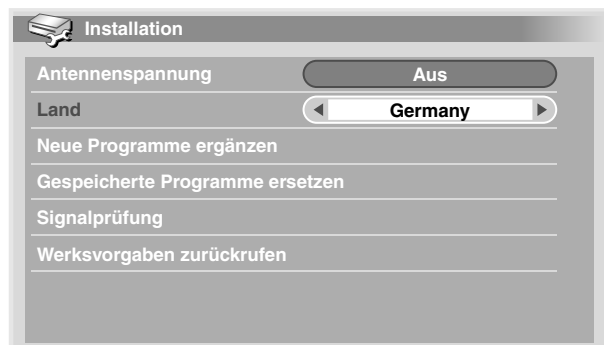 Installation
Antennenspannung Aus
Land Germany
Neue Programme ergänzen
Gespeicherte Programme ersetzen
Signalprüfung
Werksvorgaben zurückrufen